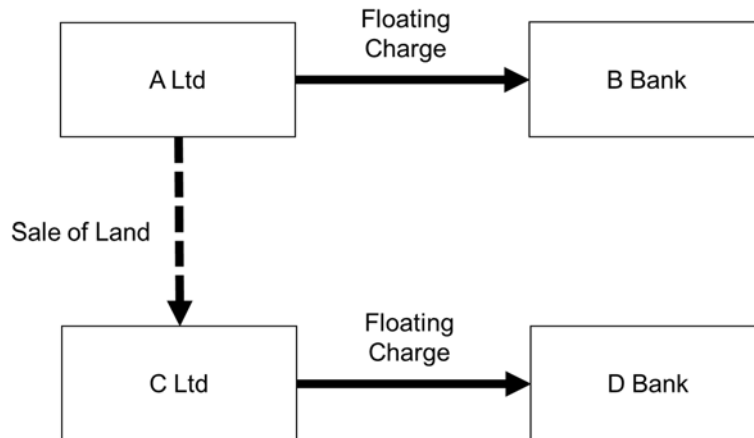 Floating
Charge
A Ltd
B Bank
Sale of Land
Floating
Charge
C Ltd
D Bank